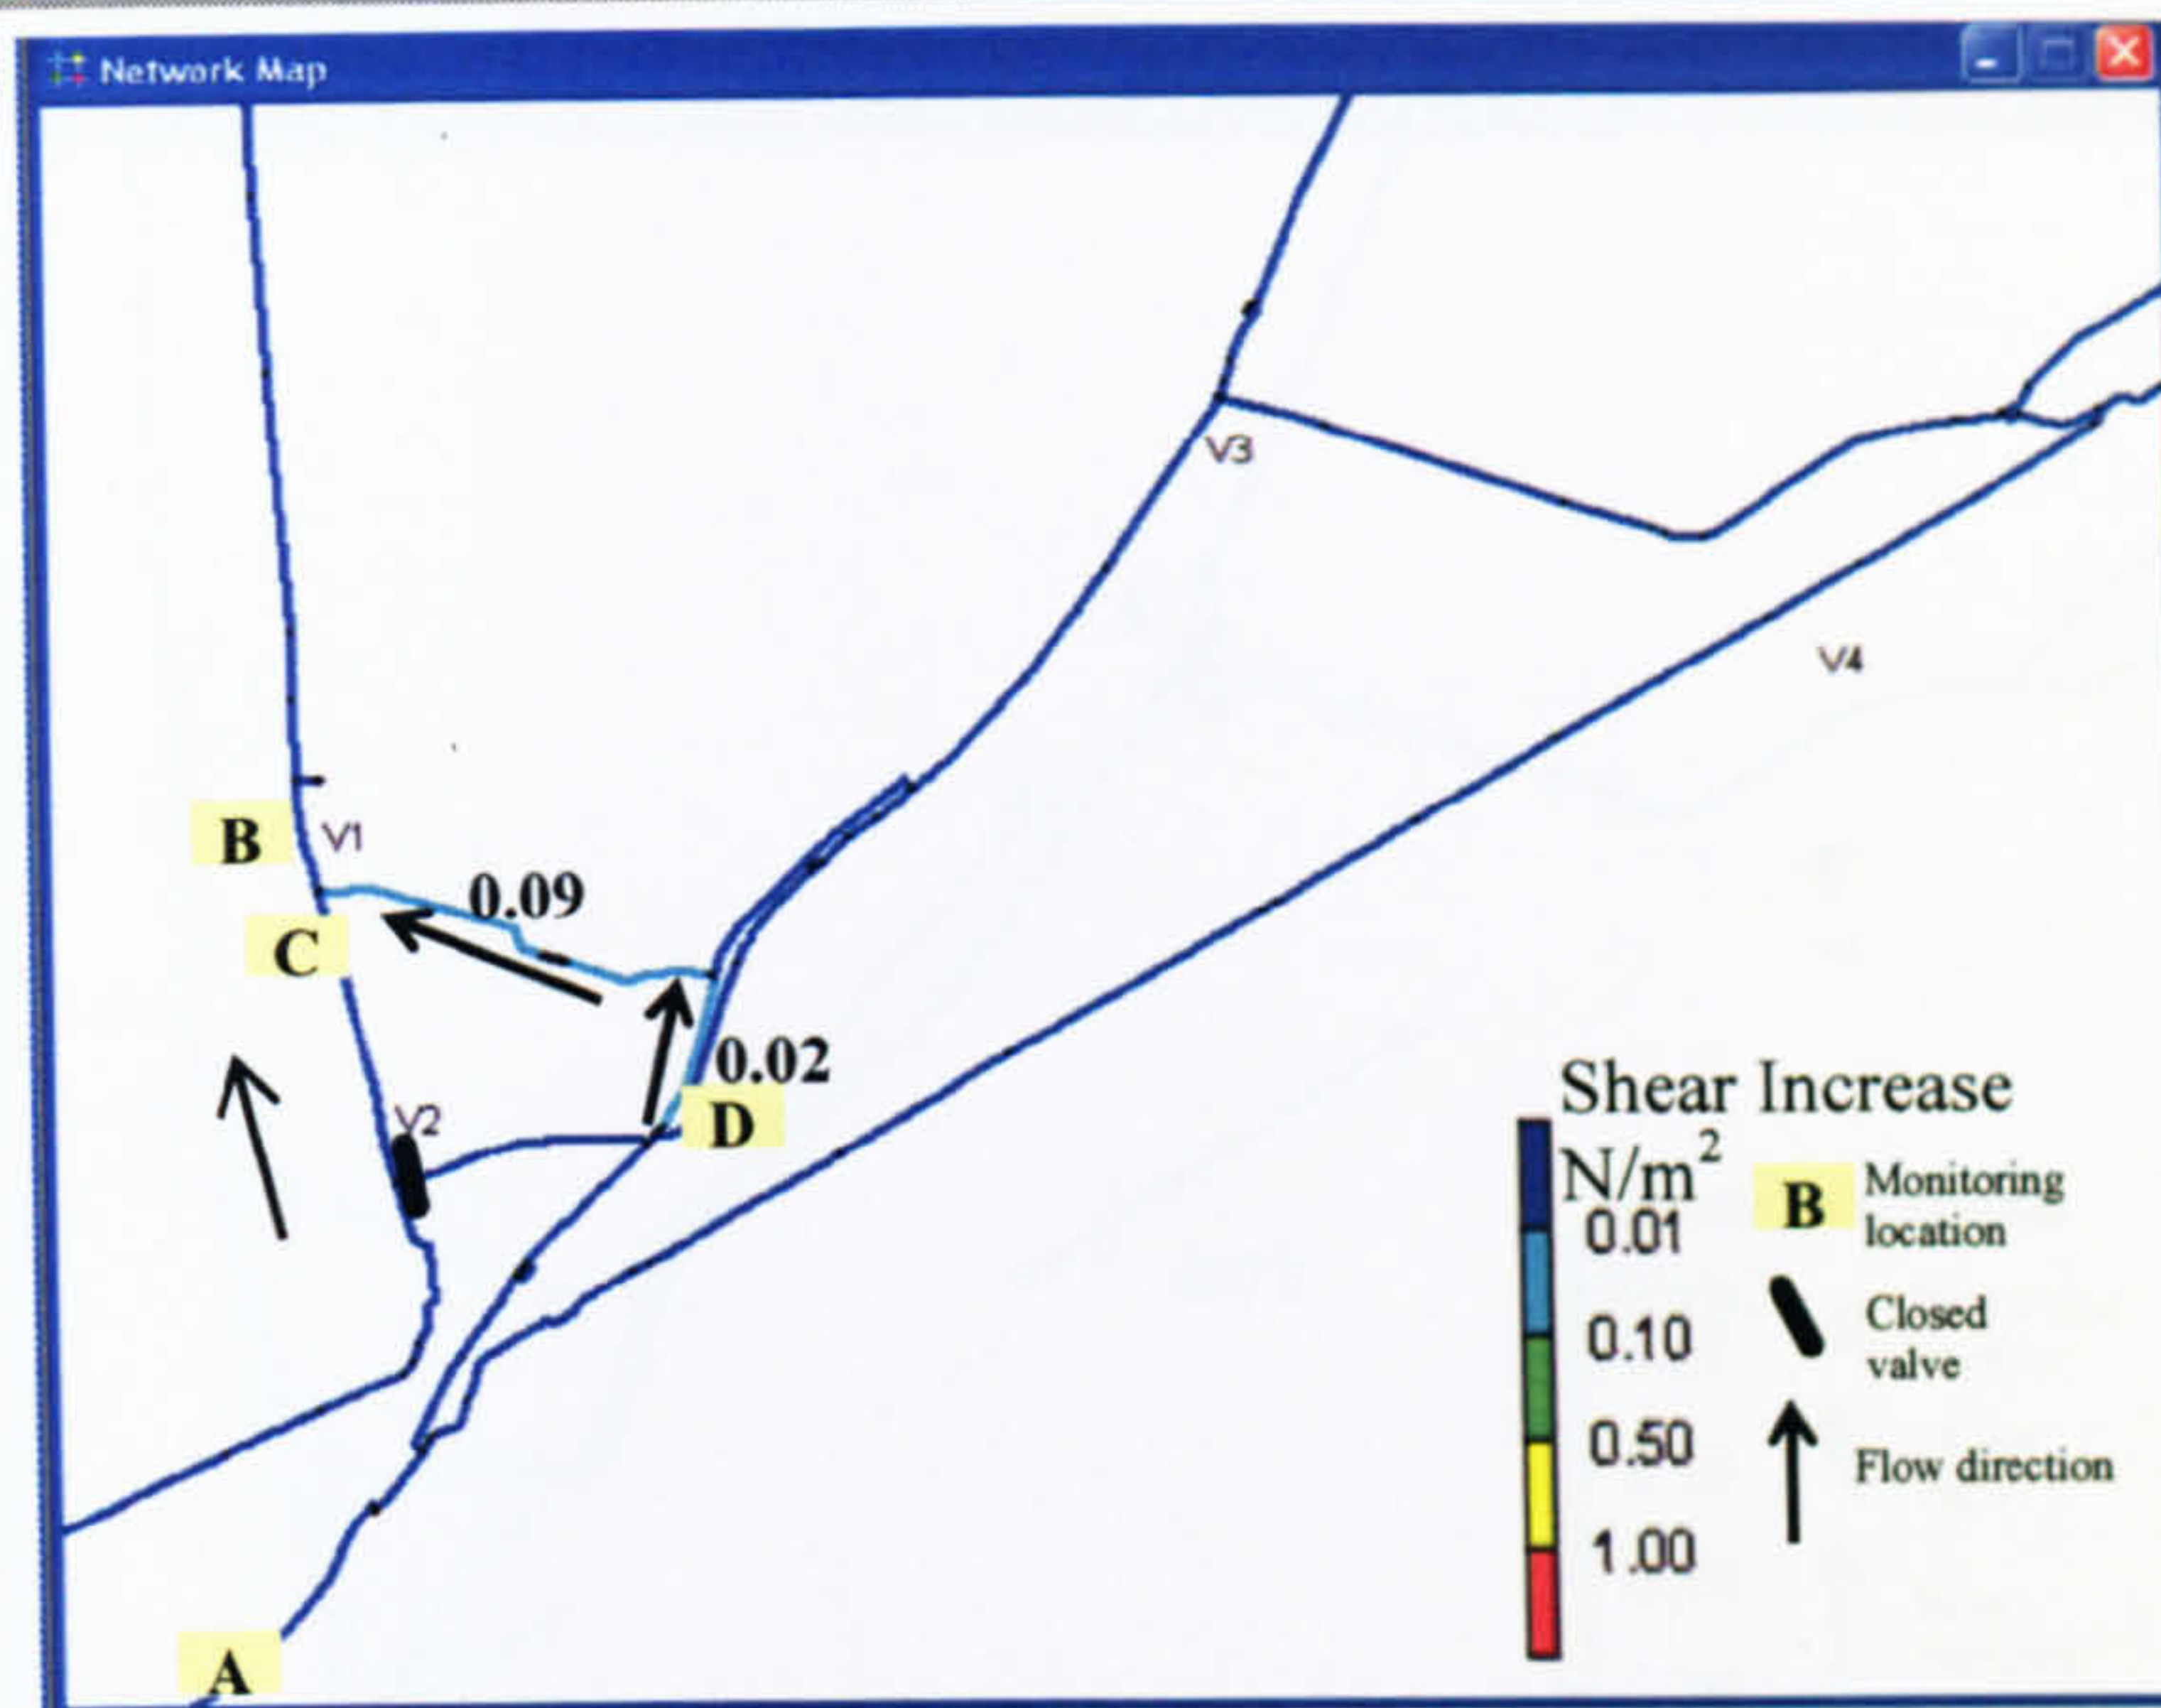 Network Map
V3
V4
B
V1
0.09
C
0.02
V2
D
A
Shear Increase
N/m²
0.01
0.10
0.50
1.00
B
Monitoring
location
Closed
valve
Flow direction